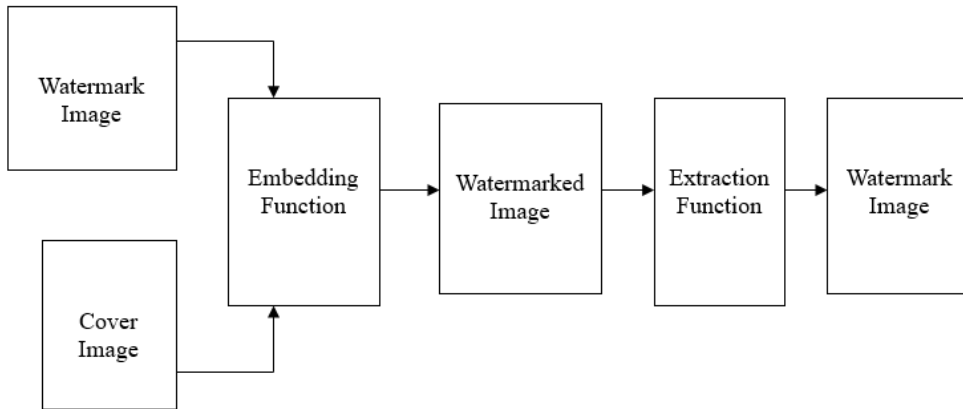 Watermark
Image
Cover
Image
Embedding
Function
Watermarked
Image
Extraction
Function
Watermark
Image